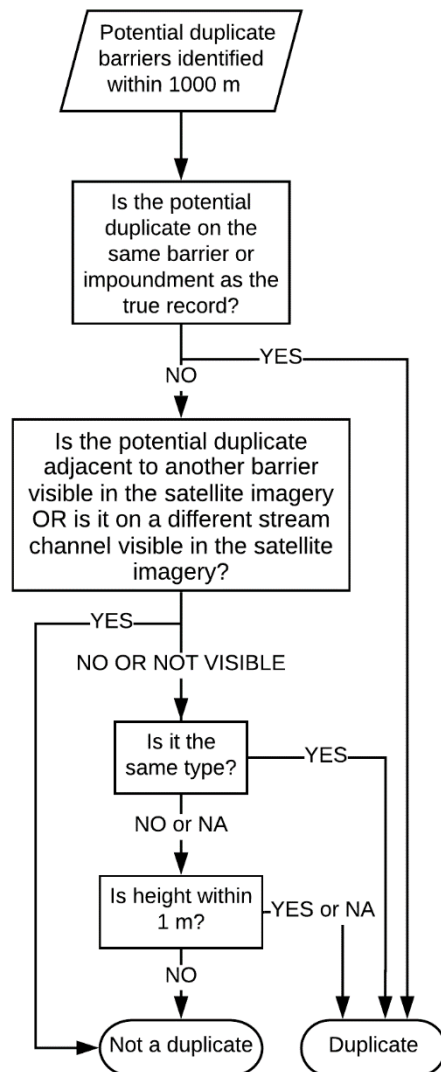 Potential duplicate
barriers identified
within 1000 m
Is the potential
duplicate on the
same barrier or
impoundment as the
true record?
YES
NO
Is the potential duplicate
adjacent to another barrier
visible in the satellite imagery
OR is it on a different stream
channel visible in the satellite
imagery?
YES
NO OR NOT VISIBLE
Is it the
same type?
YES
NO or NA
Is height within
1 m?
YES or NA
NO
Not a duplicate
Duplicate